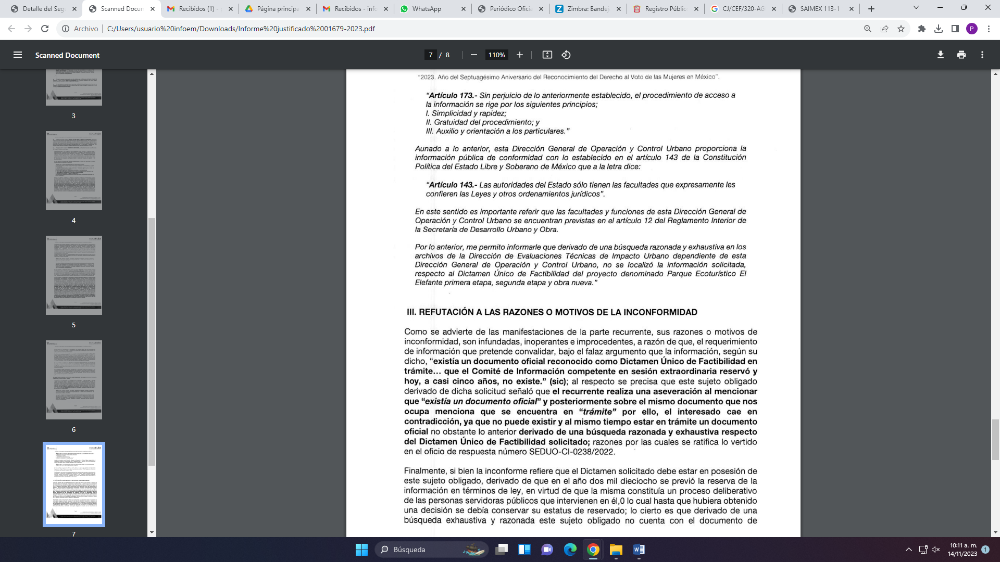 Detalle del Seg
Scanned Docun
Recibidos (1) -
Página principa
Recibidos - info
WhatsApp
Periódico Oficia
Zimbra: Bandej
Registro Públic
CJ/CEF/320-AG
SAIMEX 113-1
Archivo
C:/Users/usuario%20infoem/Downloads/Informe%20justificado%2001679-2023.pdf
P
Scanned Document
7 / 8
110%
3
4
5
6
7
"2023. Año del Septuagésimo Aniversario del Reconocimiento del Derecho al Voto de las Mujeres en México".
"Artículo 173.- Sin perjuicio de lo anteriormente establecido, el procedimiento de acceso a
la información se rige por los siguientes principios;
I. Simplicidad y rapidez;
II. Gratuidad del procedimiento; y
III. Auxilio y orientación a los particulares."
Aunado a lo anterior, esta Dirección General de Operación y Control Urbano proporciona la
información pública de conformidad con lo establecido en el artículo 143 de la Constitución
Política del Estado Libre y Soberano de México que a la letra dice:
"Artículo 143.- Las autoridades del Estado sólo tienen las facultades que expresamente les
confieren las Leyes y otros ordenamientos jurídicos".
En este sentido es importante referir que las facultades y funciones de esta Dirección General de
Operación y Control Urbano se encuentran previstas en el artículo 12 del Reglamento Interior de
la Secretaría de Desarrollo Urbano y Obra.
Por lo anterior, me permito informarle que derivado de una búsqueda razonada y exhaustiva en los
archivos de la Dirección de Evaluaciones Técnicas de Impacto Urbano dependiente de esta
Dirección General de Operación y Control Urbano, no se localizó la información solicitada,
respecto al Dictamen Único de Factibilidad del proyecto denominado Parque Ecoturístico El
Elefante primera etapa, segunda etapa y obra nueva."
III. REFUTACIÓN A LAS RAZONES O MOTIVOS DE LA INCONFORMIDAD
Como se advierte de las manifestaciones de la parte recurrente, sus razones o motivos de
inconformidad, son infundadas, inoperantes e improcedentes, a razón de que, el requerimiento
de información que pretende convalidar, bajo el falaz argumento que la información, según su
dicho, "existía un documento oficial reconocido como Dictamen Único de Factibilidad en
trámite... que el Comité de Información competente en sesión extraordinaria reservó y
hoy, a casi cinco años, no existe." (sic); al respecto se precisa que este sujeto obligado
derivado de dicha solicitud señaló que el recurrente realiza una aseveración al mencionar
que "existía un documento oficial" y posteriormente sobre el mismo documento que nos
ocupa menciona que se encuentra en "trámite" por ello, el interesado cae en
contradicción, ya que no puede existir y al mismo tiempo estar en trámite un documento
oficial no obstante lo anterior derivado de una búsqueda razonada y exhaustiva respecto
del Dictamen Único de Factibilidad solicitado; razones por las cuales se ratifica lo vertido
en el oficio de respuesta número SEDUO-CI-0238/2022.
Finalmente, si bien la inconforme refiere que el Dictamen solicitado debe estar en posesión de
este sujeto obligado, derivado de que en el año dos mil dieciocho se previó la reserva de la
información en términos de ley, en virtud de que la misma constituía un proceso deliberativo
de las personas servidoras públicos que intervienen en él,0 lo cual hasta que hubiera obtenido
una decisión se debía conservar su estatus de reservado; lo cierto es que derivado de una
búsqueda exhaustiva y razonada este sujeto obligado no cuenta con el documento de
Búsqueda
10:11 a. m.
14/11/2023
1